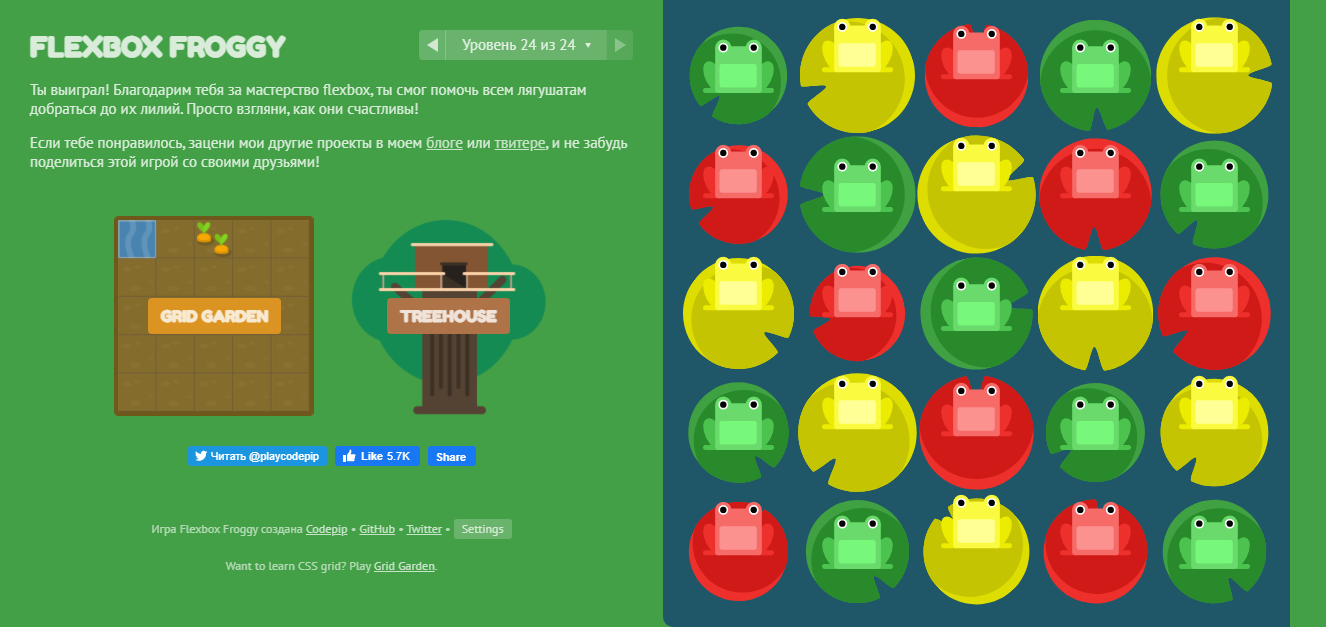 FLEXBOX FROGGY
Уровень 24 из 24
Ты выиграл! Благодарим тебя за мастерство flexbox, ты смог помочь всем лягушатам
добраться до их лилий. Просто взгляни, как они счастливы!
Если тебе понравилось, зацени мои другие проекты в моем блоге или твитере, и не забудь
поделиться этой игрой со своими друзьями!
GRID GARDEN
TREEHOUSE
Читать @playcodepip
Like 5.7K
Share
Игра Flexbox Froggy создана Codepip • GitHub • Twitter • Settings
Want to learn CSS grid? Play Grid Garden.